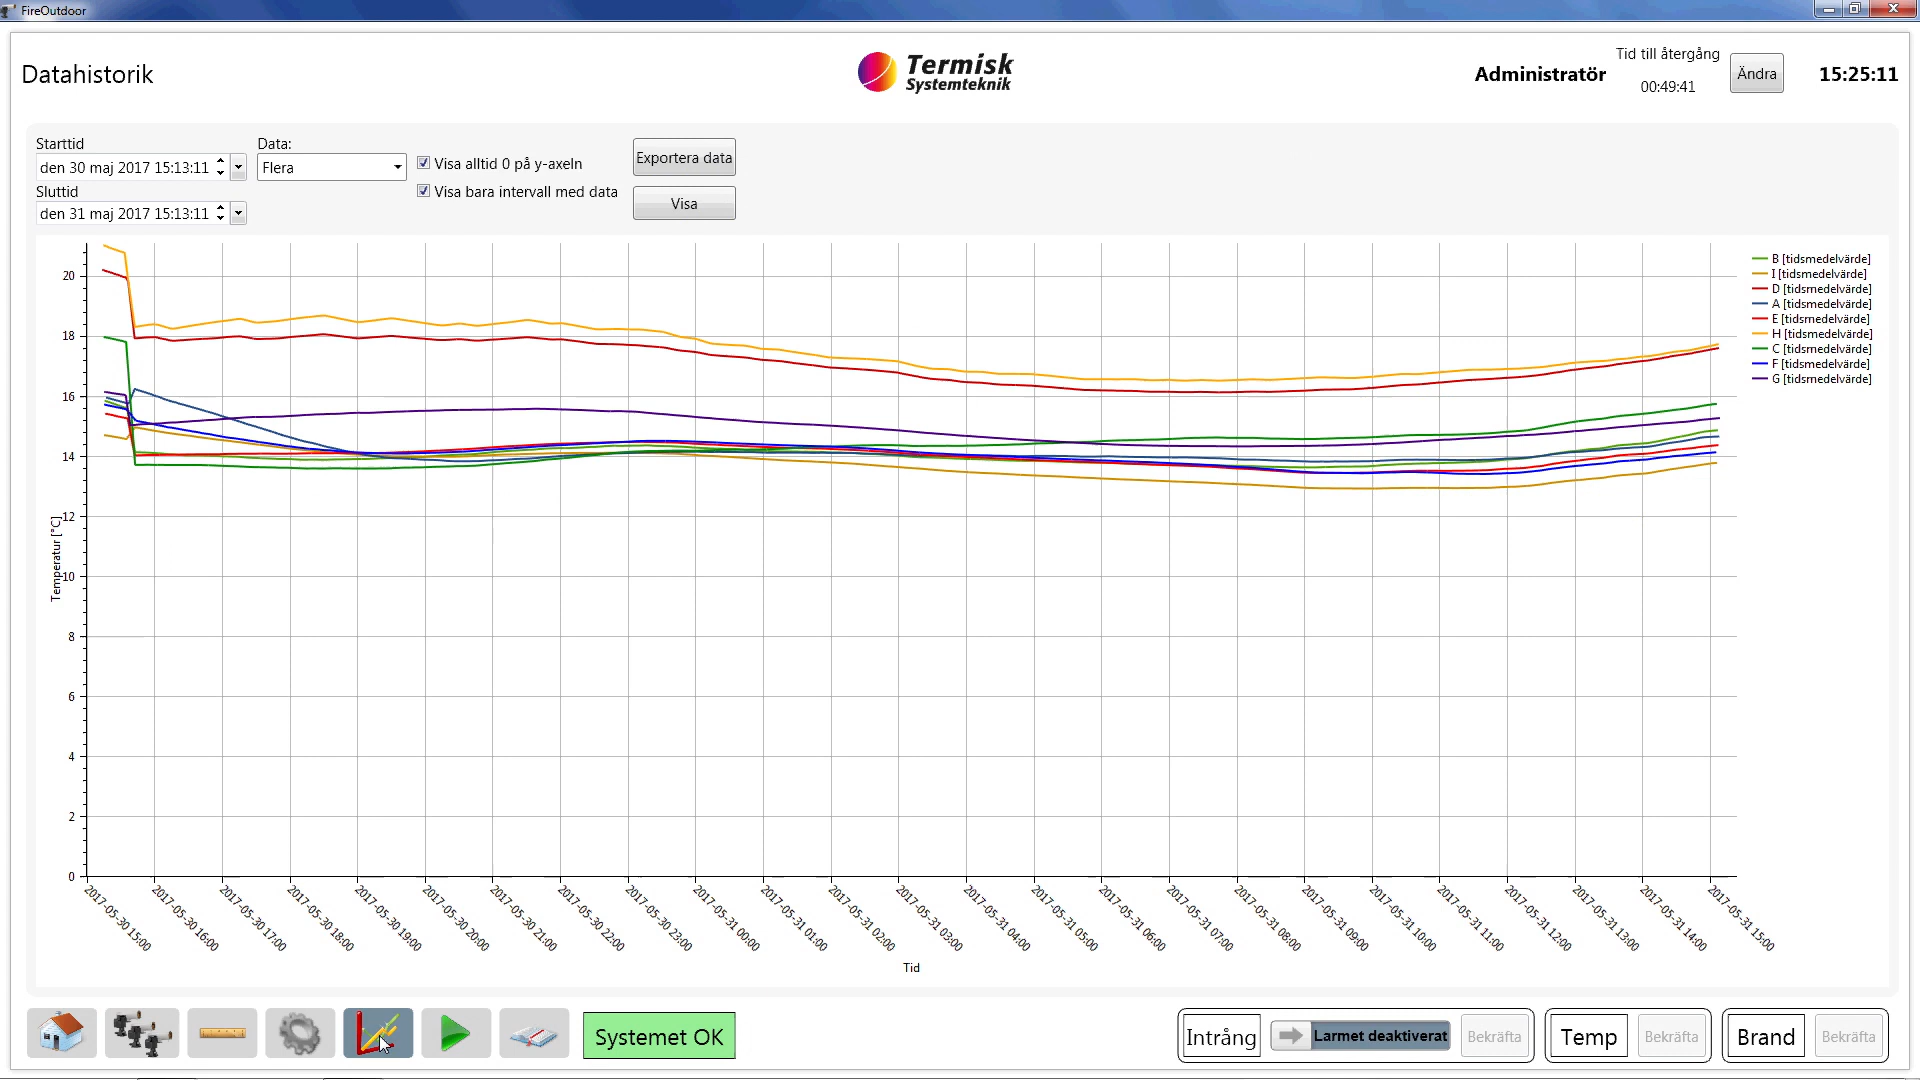 FireOutdoor
Datahistorik
Termisk
Systemteknik
Administratör
Tid till återgång
00:49:41
Ändra
15:25:11
Starttid
den 30 maj 2017 15:13:11
Sluttid
den 31 maj 2017 15:13:11
Data:
Flera
Visa alltid 0 på y-axeln
Visa bara intervall med data
Exportera data
Visa
20
18
16
14
12
10
8
6
4
2
0
Temperatur [°C]
B [tidsmedelvärde]
I [tidsmedelvärde]
D [tidsmedelvärde]
A [tidsmedelvärde]
E [tidsmedelvärde]
H [tidsmedelvärde]
C [tidsmedelvärde]
F [tidsmedelvärde]
G [tidsmedelvärde]
2017-05-30 15:00
2017-05-30 16:00
2017-05-30 17:00
2017-05-30 18:00
2017-05-30 19:00
2017-05-30 20:00
2017-05-30 21:00
2017-05-30 22:00
2017-05-30 23:00
2017-05-31 00:00
2017-05-31 01:00
2017-05-31 02:00
2017-05-31 03:00
2017-05-31 04:00
2017-05-31 05:00
2017-05-31 06:00
2017-05-31 07:00
2017-05-31 08:00
2017-05-31 09:00
2017-05-31 10:00
2017-05-31 11:00
2017-05-31 12:00
2017-05-31 13:00
2017-05-31 14:00
2017-05-31 15:00
Tid
Systemet OK
Intrång
Larmet deaktiverat
Bekräfta
Temp
Bekräfta
Brand
Bekräfta